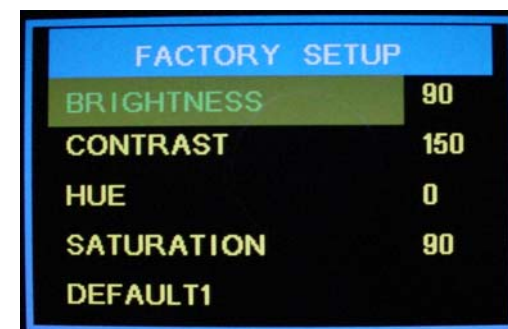 FACTORY SETUP
BRIGHTNESS 90
CONTRAST 150
HUE 0
SATURATION 90
DEFAULT1